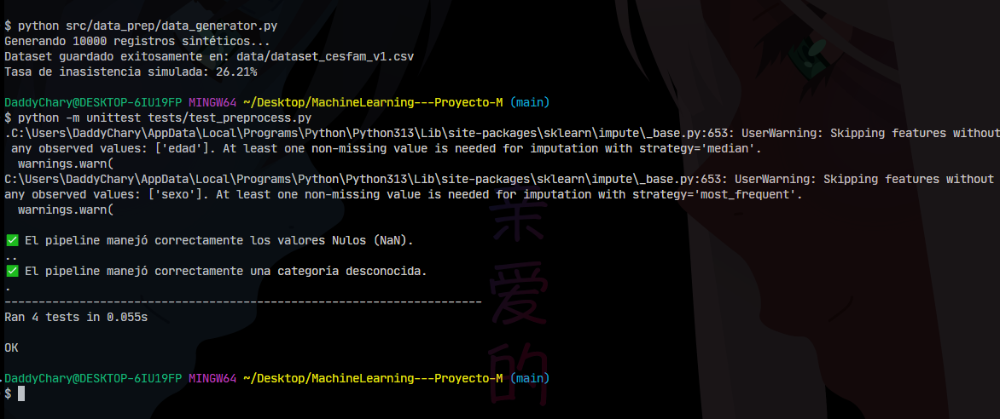 $ python src/data_prep/data_generator.py
Generando 10000 registros sintéticos...
Dataset guardado exitosamente en: data/dataset_cesfam_v1.csv
Tasa de inasistencia simulada: 26.21%
DaddyChary@DESKTOP-6IU19FP MINGW64 ~/Desktop/MachineLearning---Proyecto-M (main)
$ python -m unittest tests/test_preprocess.py
.C:\Users\DaddyChary\AppData\Local\Programs\Python\Python313\Lib\site-packages\sklearn\impute\_base.py:653: UserWarning: Skipping features without
 any observed values: ['edad']. At least one non-missing value is needed for imputation with strategy='median'.
  warnings.warn(
C:\Users\DaddyChary\AppData\Local\Programs\Python\Python313\Lib\site-packages\sklearn\impute\_base.py:653: UserWarning: Skipping features without
any observed values: ['sexo']. At least one non-missing value is needed for imputation with strategy='most_frequent'.
  warnings.warn(
✅ El pipeline manejó correctamente los valores Nulos (NaN).
..
✅ El pipeline manejó correctamente una categoría desconocida.
.
----------------------------------------------------------------------
Ran 4 tests in 0.055s
OK
DaddyChary@DESKTOP-6IU19FP MINGW64 ~/Desktop/MachineLearning---Proyecto-M (main)
$
亲
爱
的